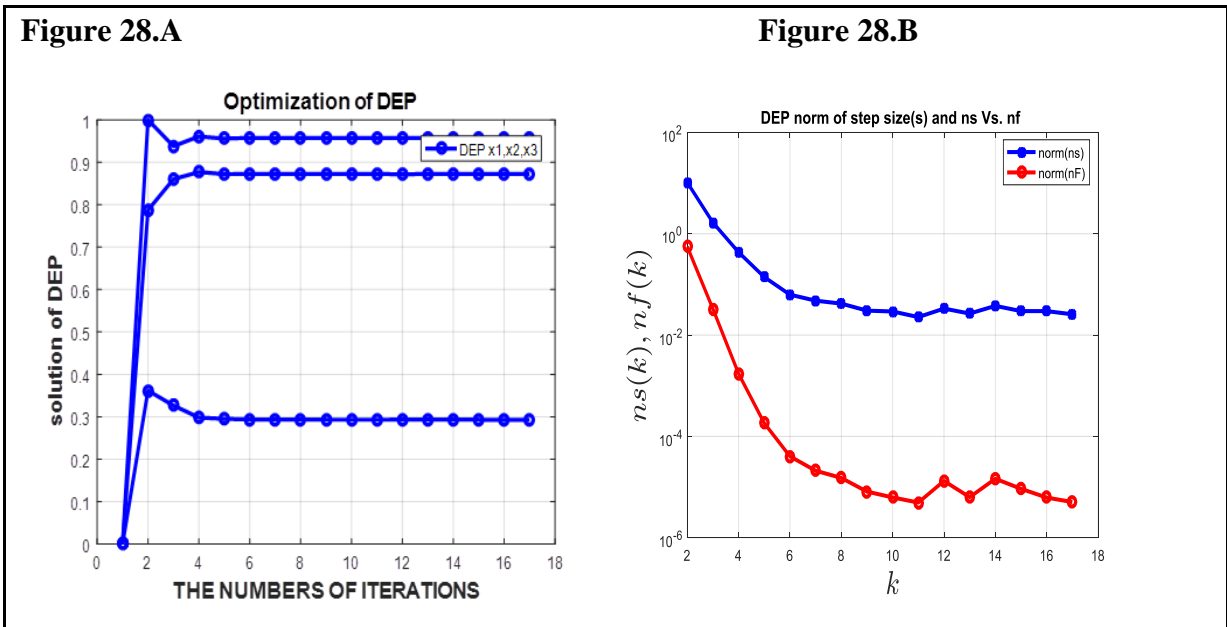 Figure 28.A
Figure 28.B
Optimization of DEP
1
0.9
0.8
0.7
0.6
0.5
0.4
0.3
0.2
0.1
0
solution of DEP
DEP x1,x2,x3
0 2 4 6 8 10 12 14 16 18
THE NUMBERS OF ITERATIONS
DEP norm of step size(s) and ns Vs. nf
10^2
10^0
10^-2
10^-4
10^-6
ns(k), nf(k)
norm(ns)
norm(nF)
2 4 6 8 10 12 14 16 18
k